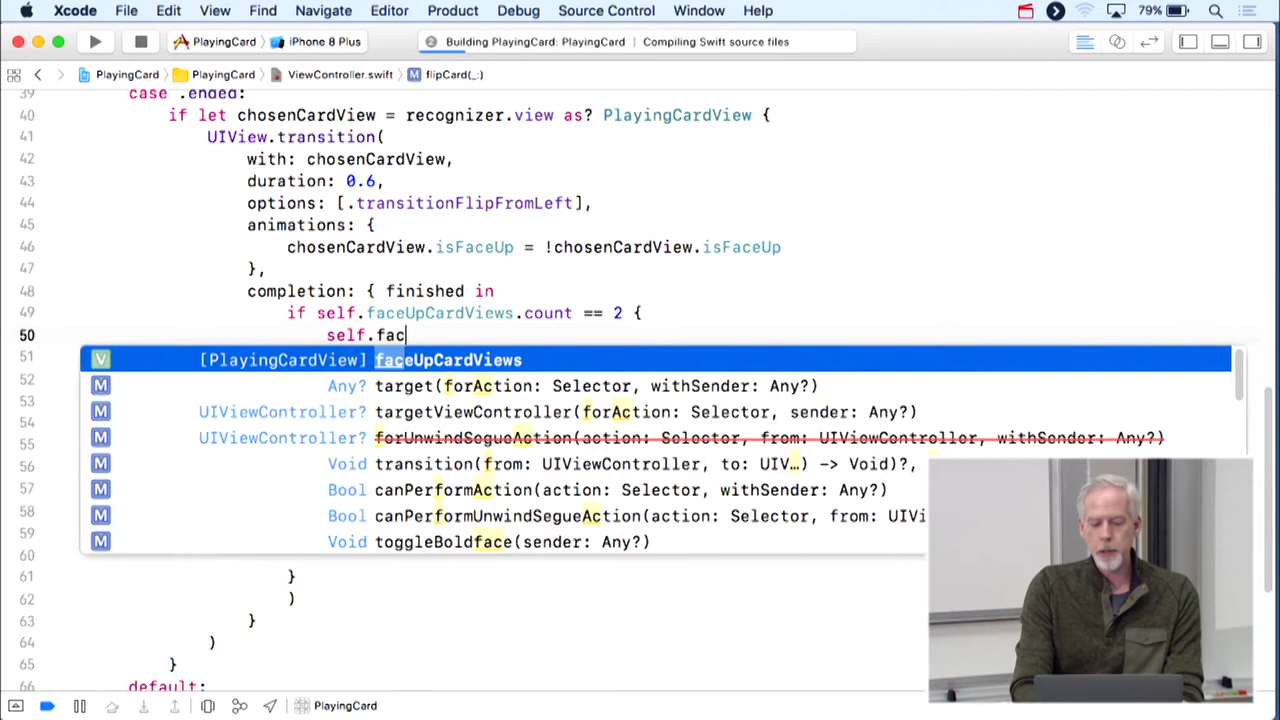 Xcode File Edit View Find Navigate Editor Product Debug Source Control Window Help 79%
PlayingCard iPhone 8 Plus 2 Building PlayingCard: PlayingCard Compiling Swift source files
PlayingCard PlayingCard ViewController.swift M flipCard(_:)
39 case .ended:
40 if let chosenCardView = recognizer.view as? PlayingCardView {
41 UIView.transition(
42 with: chosenCardView,
43 duration: 0.6,
44 options: [.transitionFlipFromLeft],
45 animations: {
46 chosenCardView.isFaceUp = !chosenCardView.isFaceUp
47 },
48 completion: { finished in
49 if self.faceUpCardViews.count == 2 {
50 self.fac
51 V [PlayingCardView] faceUpCardViews
52 M Any? target(forAction: Selector, withSender: Any?)
53 M UIViewController? targetViewController(forAction: Selector, sender: Any?)
54
55 M UIViewController? forUnwindSegueAction(action: Selector, from: UIViewController, withSender: Any?)
56 M Void transition(from: UIViewController, to: UIV…) -> Void)?,
57 M Bool canPerformAction(action: Selector, withSender: Any?)
58 M Bool canPerformUnwindSegueAction(action: Selector, from: UIVi
59 M Void toggleBoldface(sender: Any?)
60
61 }
62 )
63 }
64 )
65 }
66 default:
PlayingCard